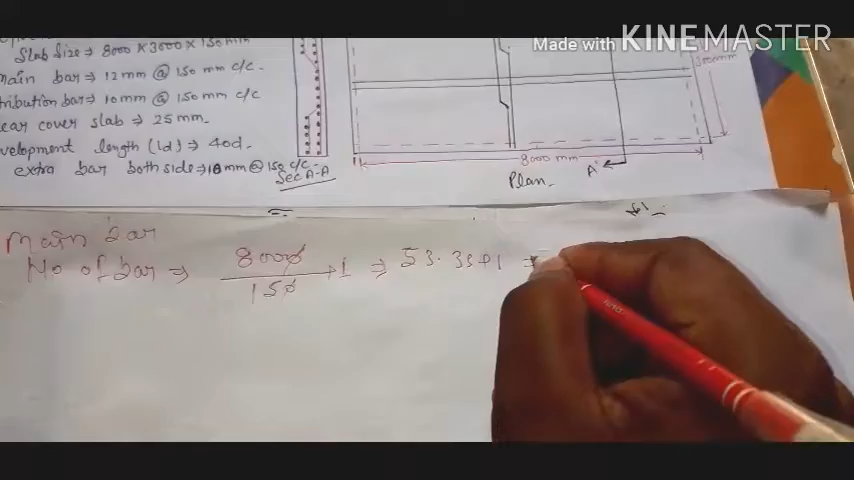 Made with KINEMASTER
Slab Size ⇒ 8000 X 3000 X 150 mm
main bar ⇒ 12 mm @ 150 mm c/c -
tribution bar ⇒ 10 mm @ 150 mm c/c
ear cover slab ⇒ 25 mm
velopment length (ld) ⇒ 40d.
extra bar both side ⇒ 10 mm @ 150 c/c-
Sec A-A
8000 mm
Plan-
A
Main bar
No of bar ⇒ 8000/150 + 1 ⇒ 53.33+1 ⇒